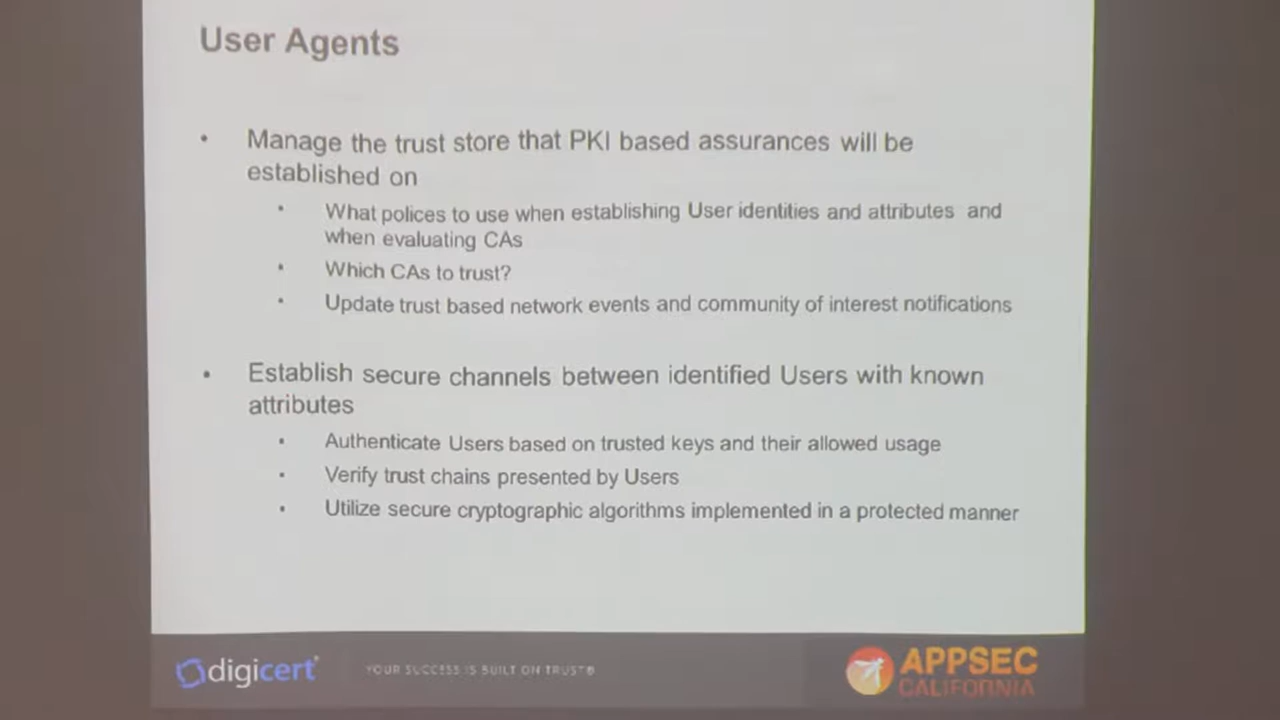 User Agents
• Manage the trust store that PKI based assurances will be
established on
• What polices to use when establishing User identities and attributes and
when evaluating CAs
• Which CAs to trust?
• Update trust based network events and community of interest notifications
• Establish secure channels between identified Users with known
attributes
• Authenticate Users based on trusted keys and their allowed usage
• Verify trust chains presented by Users
• Utilize secure cryptographic algorithms implemented in a protected manner
digicert
YOUR SUCCESS IS BUILT ON TRUST®
APPSEC
CALIFORNIA